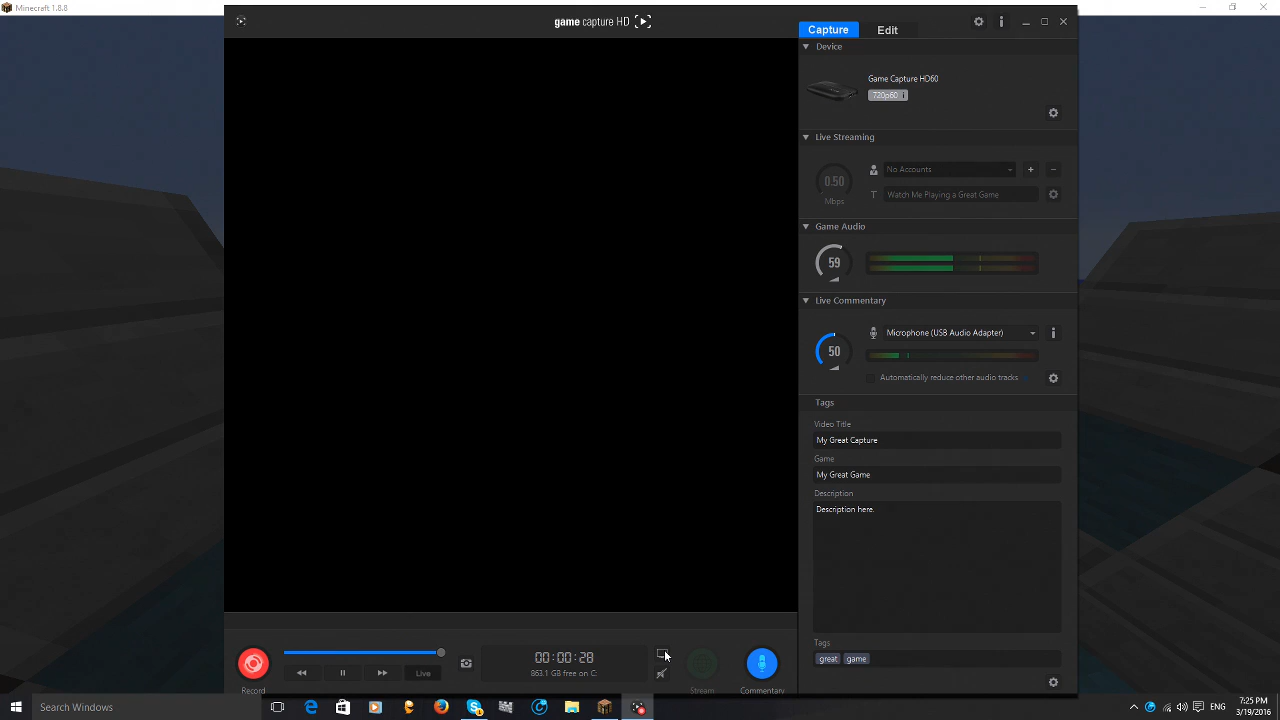 Minecraft 1.8.8
game capture HD
Capture
Edit
Device
Game Capture HD60
720p60 i
Live Streaming
0.50
Mbps
No Accounts
T
Watch Me Playing a Great Game
Game Audio
59
Live Commentary
50
Microphone (USB Audio Adapter)
Automatically reduce other audio tracks.
Tags
Video Title
My Great Capture
Game
My Great Game
Description
Description here.
Tags
great
game
Record
Live
00:00:28
863.1 GB free on C:
Stream
Commentary
Search Windows
ENG
7:25 PM
3/19/2016